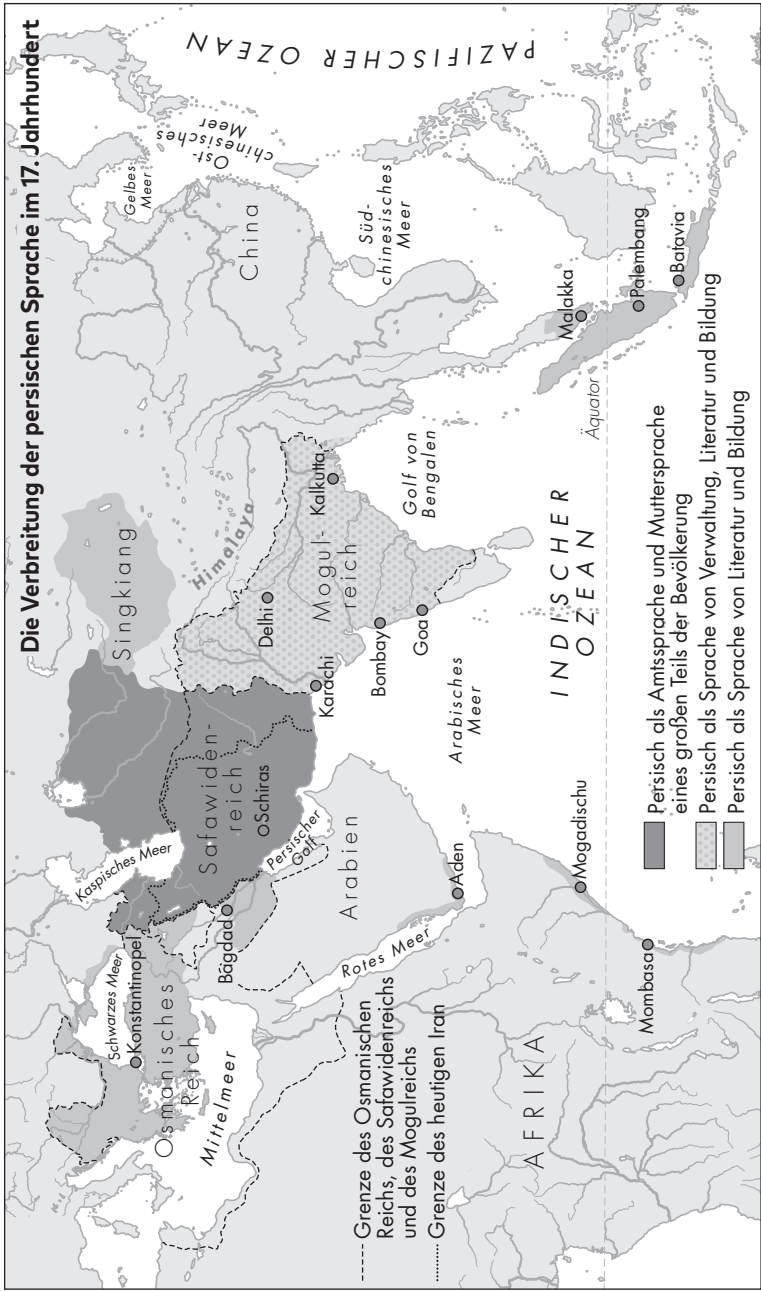 Die Verbreitung der persischen Sprache im 17. Jahrhundert
PAZIFISCHER OZEAN
Gelbes
Meer
Ost-
chinesisches
Meer
China
Süd-
chinesisches
Meer
Singkiang
Himalaya
Kaspisches Meer
Schwarzes Meer
Konstantinopel
Osmanisches
Reich
Mittelmeer
Bagdad
Safawiden-
reich
Schiras
Persischer
Golf
Arabien
Rotes Meer
Aden
Delhi
Mogul-
reich
Kalkutta
Karachi
Bombay
Goa
Golf von
Bengalen
Arabisches
Meer
INDISCHER
OZEAN
Äquator
Malakka
Palembang
Batavia
AFRIKA
Mogadischu
Mombasa
Grenze des Osmanischen
Reichs, des Safawidenreichs
und des Mogulreichs
Grenze des heutigen Iran
Persisch als Amtssprache und Muttersprache
eines großen Teils der Bevölkerung
Persisch als Sprache von Verwaltung, Literatur und Bildung
Persisch als Sprache von Literatur und Bildung